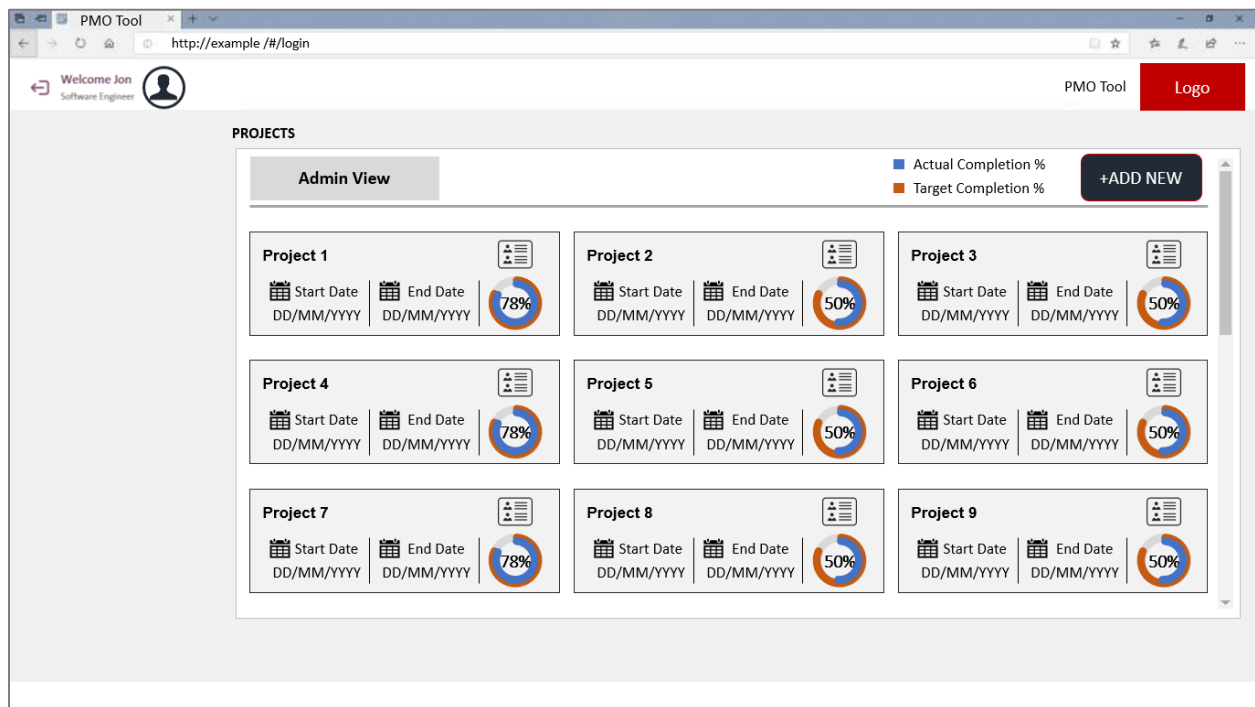 PMO Tool
http://example /#/login
Welcome Jon
Software Engineer
PMO Tool
Logo
PROJECTS
Admin View
Actual Completion %
Target Completion %
+ADD NEW
Project 1
Start Date
End Date
DD/MM/YYYY
DD/MM/YYYY
78%
Project 2
Start Date
End Date
DD/MM/YYYY
DD/MM/YYYY
50%
Project 3
Start Date
End Date
DD/MM/YYYY
DD/MM/YYYY
50%
Project 4
Start Date
End Date
DD/MM/YYYY
DD/MM/YYYY
78%
Project 5
Start Date
End Date
DD/MM/YYYY
DD/MM/YYYY
50%
Project 6
Start Date
End Date
DD/MM/YYYY
DD/MM/YYYY
50%
Project 7
Start Date
End Date
DD/MM/YYYY
DD/MM/YYYY
78%
Project 8
Start Date
End Date
DD/MM/YYYY
DD/MM/YYYY
50%
Project 9
Start Date
End Date
DD/MM/YYYY
DD/MM/YYYY
50%